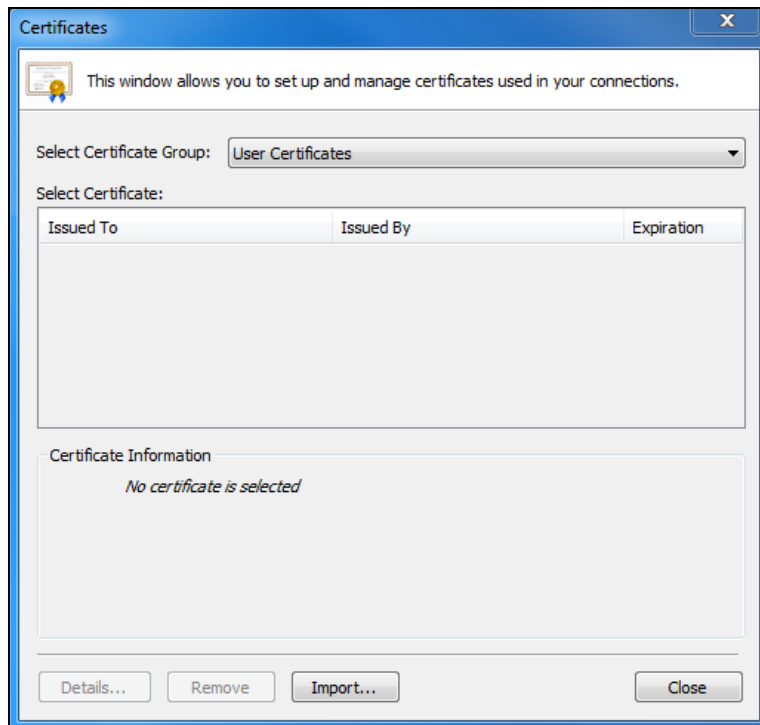 Certificates
This window allows you to set up and manage certificates used in your connections.
Select Certificate Group: User Certificates
Select Certificate:
Issued To Issued By Expiration
Certificate Information
No certificate is selected
Details... Remove Import... Close